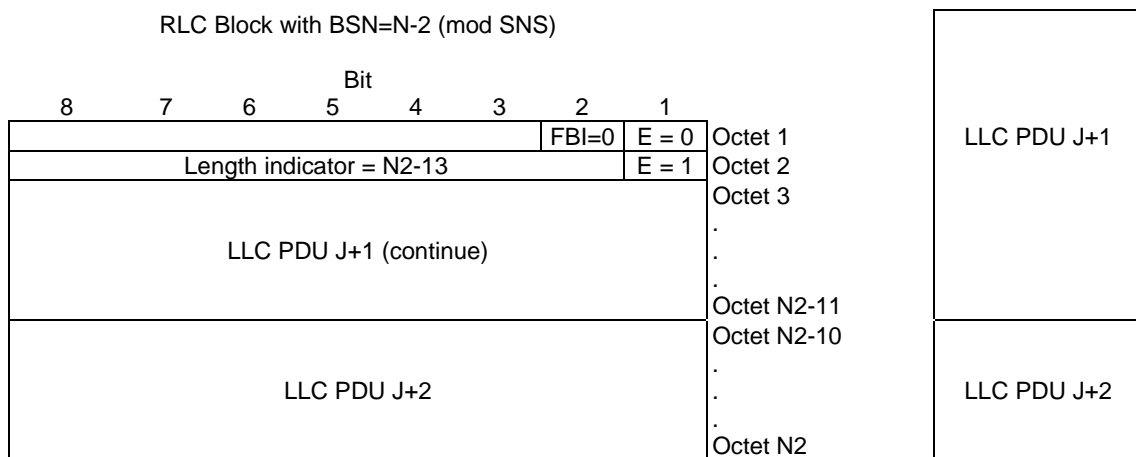 RLC Block with BSN=N-2 (mod SNS)
Bit
8 7 6 5 4 3 2 1
FBI=0 E = 0 Octet 1 LLC PDU J+1
Length indicator = N2-13 E = 1 Octet 2
Octet 3
.
LLC PDU J+1 (continue) .
.
Octet N2-11
Octet N2-10
.
LLC PDU J+2 . LLC PDU J+2
.
Octet N2